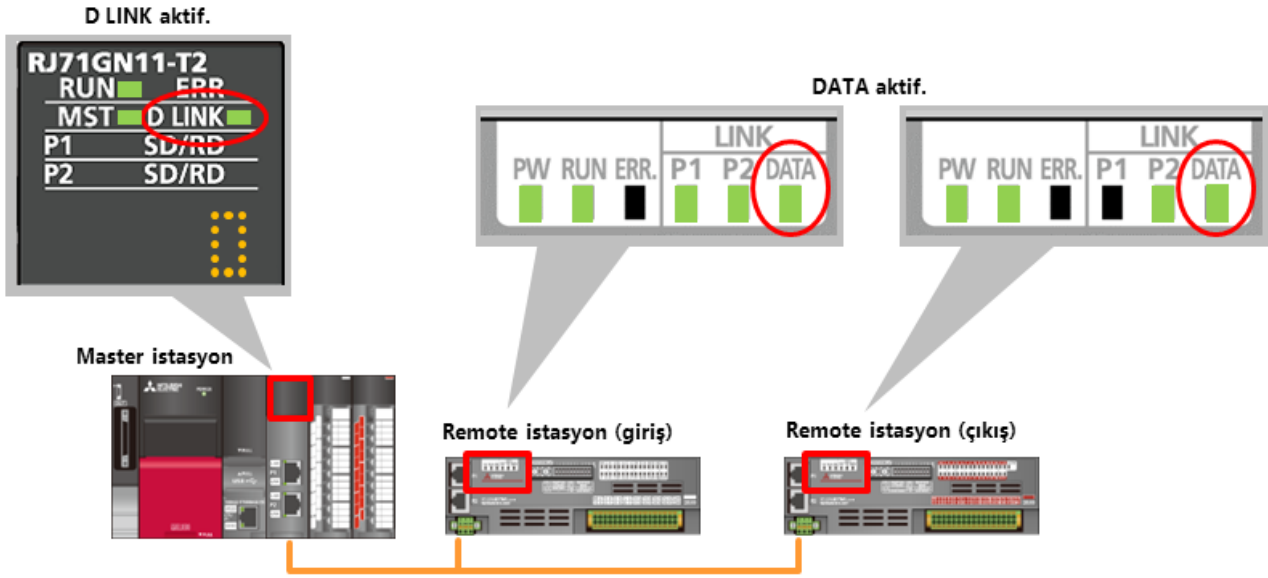 D LINK aktif.
RJ71GN11-T2
RUN ERR
MST D LINK
P1 SD/RD
P2 SD/RD
DATA aktif.
LINK
PW RUN ERR. P1 P2 DATA
LINK
PW RUN ERR. P1 P2 DATA
Master istasyon
Remote istasyon (giriş)
Remote istasyon (çıkış)